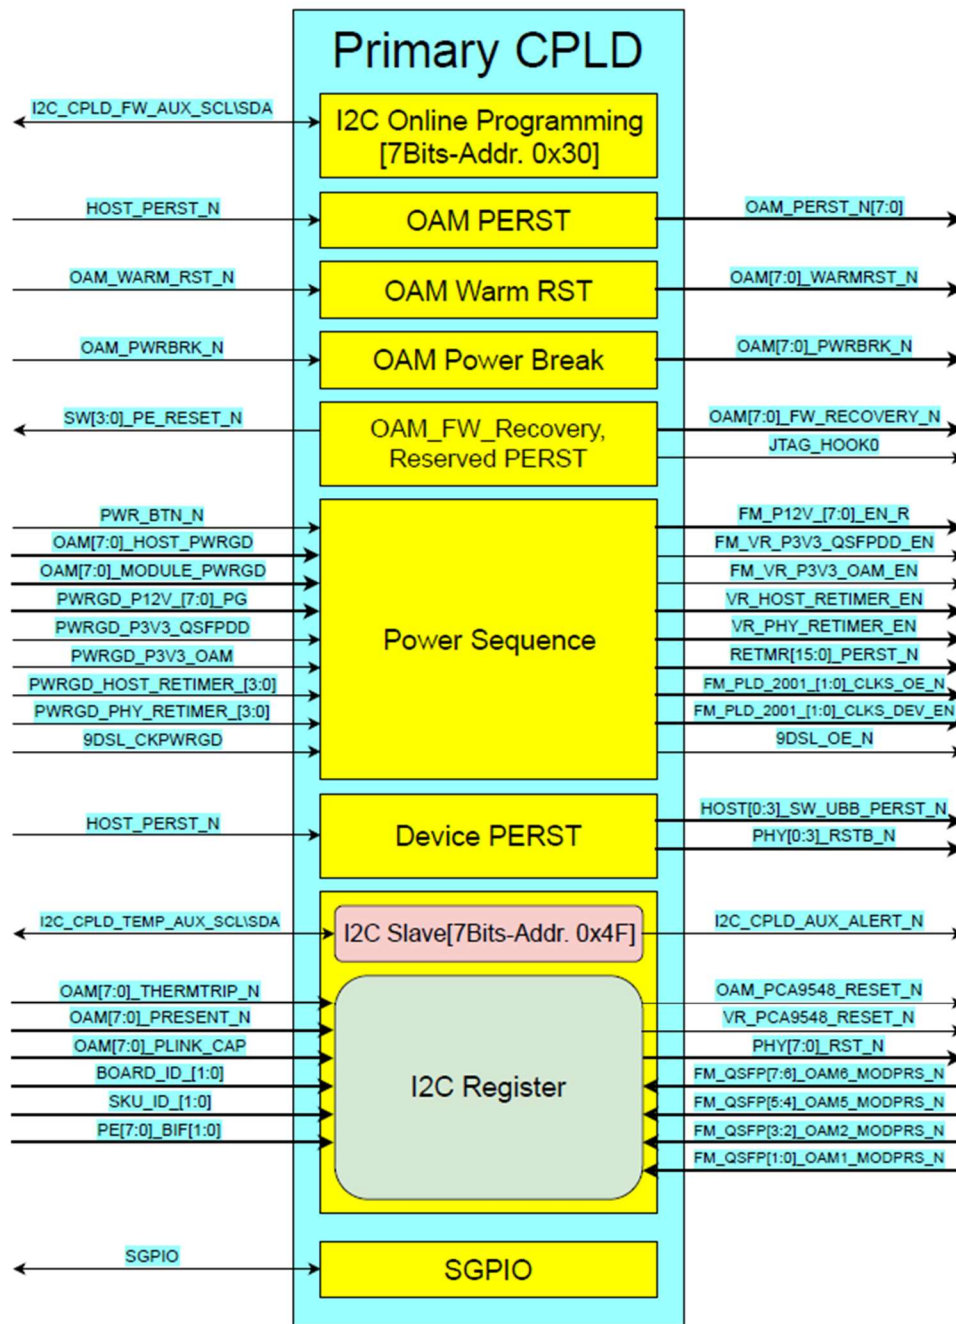 Primary CPLD
I2C_CPLD_FW_AUX_SCL\SDA
I2C Online Programming
[7Bits-Addr. 0x30]
HOST_PERST_N
OAM PERST
OAM_PERST_N[7:0]
OAM_WARM_RST_N
OAM Warm RST
OAM[7:0]_WARMRST_N
OAM_PWRBRK_N
OAM Power Break
OAM[7:0]_PWRBRK_N
SW[3:0]_PE_RESET_N
OAM_FW_Recovery,
Reserved PERST
OAM[7:0]_FW_RECOVERY_N
JTAG_HOOK0
PWR_BTN_N
OAM[7:0]_HOST_PWRGD
OAM[7:0]_MODULE_PWRGD
PWRGD_P12V_[7:0]_PG
PWRGD_P3V3_QSFPDD
PWRGD_P3V3_OAM
PWRGD_HOST_RETIMER_[3:0]
PWRGD_PHY_RETIMER_[3:0]
9DSL_CKPWRGD
Power Sequence
FM_P12V_[7:0]_EN_R
FM_VR_P3V3_QSFPDD_EN
FM_VR_P3V3_OAM_EN
VR_HOST_RETIMER_EN
VR_PHY_RETIMER_EN
RETMR[15:0]_PERST_N
FM_PLD_2001_[1:0]_CLKS_OE_N
FM_PLD_2001_[1:0]_CLKS_DEV_EN
9DSL_OE_N
HOST_PERST_N
Device PERST
HOST[0:3]_SW_UBB_PERST_N
PHY[0:3]_RSTB_N
I2C_CPLD_TEMP_AUX_SCL\SDA
I2C Slave[7Bits-Addr. 0x4F]
I2C_CPLD_AUX_ALERT_N
OAM[7:0]_THERMTRIP_N
OAM[7:0]_PRESENT_N
OAM[7:0]_PLINK_CAP
BOARD_ID_[1:0]
SKU_ID_[1:0]
PE[7:0]_BIF[1:0]
I2C Register
OAM_PCA9548_RESET_N
VR_PCA9548_RESET_N
PHY[7:0]_RST_N
FM_QSFP[7:6]_OAM6_MODPRS_N
FM_QSFP[5:4]_OAM5_MODPRS_N
FM_QSFP[3:2]_OAM2_MODPRS_N
FM_QSFP[1:0]_OAM1_MODPRS_N
SGPIO
SGPIO